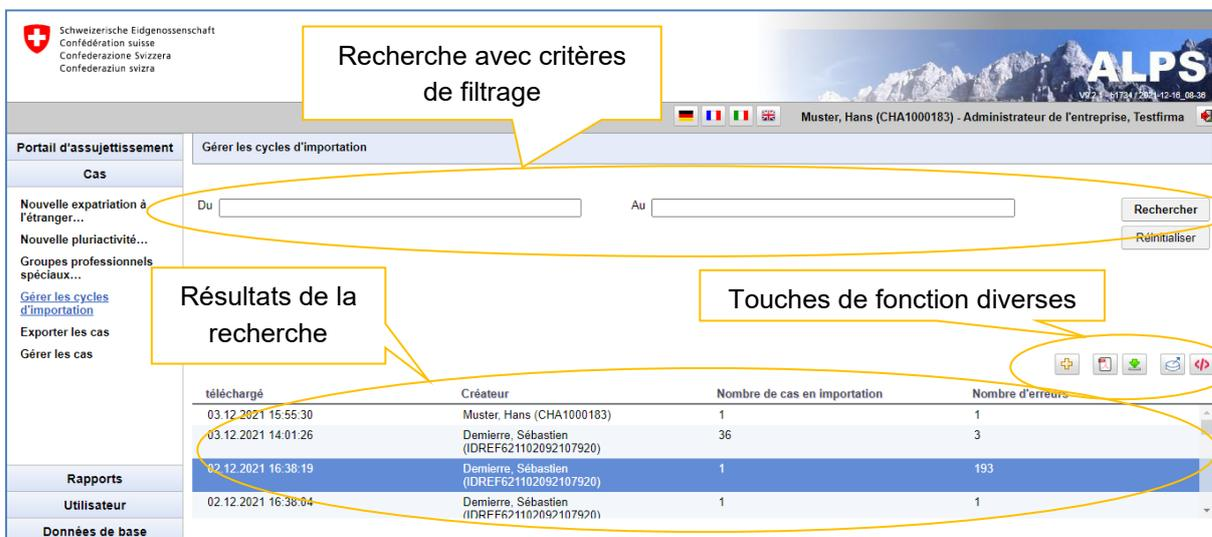 Schweizerische Eidgenossenschaft
Confédération suisse
Confederazione Svizzera
Confederaziun svizra
Recherche avec critères
de filtrage
ALPS
Muster, Hans (CHA1000183) - Administrateur de l'entreprise, Testfirma
Portail d'assujettissement
Gérer les cycles d'importation
Cas
Nouvelle expatriation à
l'étranger...
Du
Au
Rechercher
Nouvelle pluriactivité...
Réinitialiser
Groupes professionnels
spéciaux...
Gérer les cycles
d'importation
Exporter les cas
Gérer les cas
Résultats de la
recherche
Touches de fonction diverses
téléchargé Créateur Nombre de cas en importation Nombre d'erreurs
03.12.2021 15:55:30 Muster, Hans (CHA1000183) 1 1
03.12.2021 14:01:26 Demierre, Sébastien 36 3
(IDREF621102092107920)
02.12.2021 16:38:19 Demierre, Sébastien 1 193
(IDREF621102092107920)
02.12.2021 16:38:04 Demierre, Sébastien 1 1
(IDREF621102092107920)
Rapports
Utilisateur
Données de base